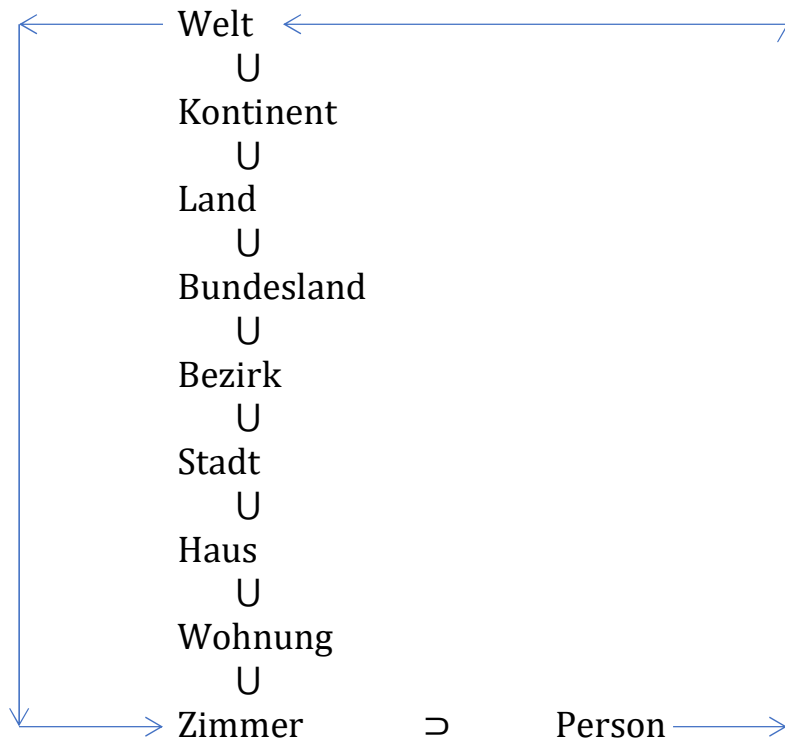 Welt
∪
Kontinent
∪
Land
∪
Bundesland
∪
Bezirk
∪
Stadt
∪
Haus
∪
Wohnung
∪
Zimmer ⊃ Person